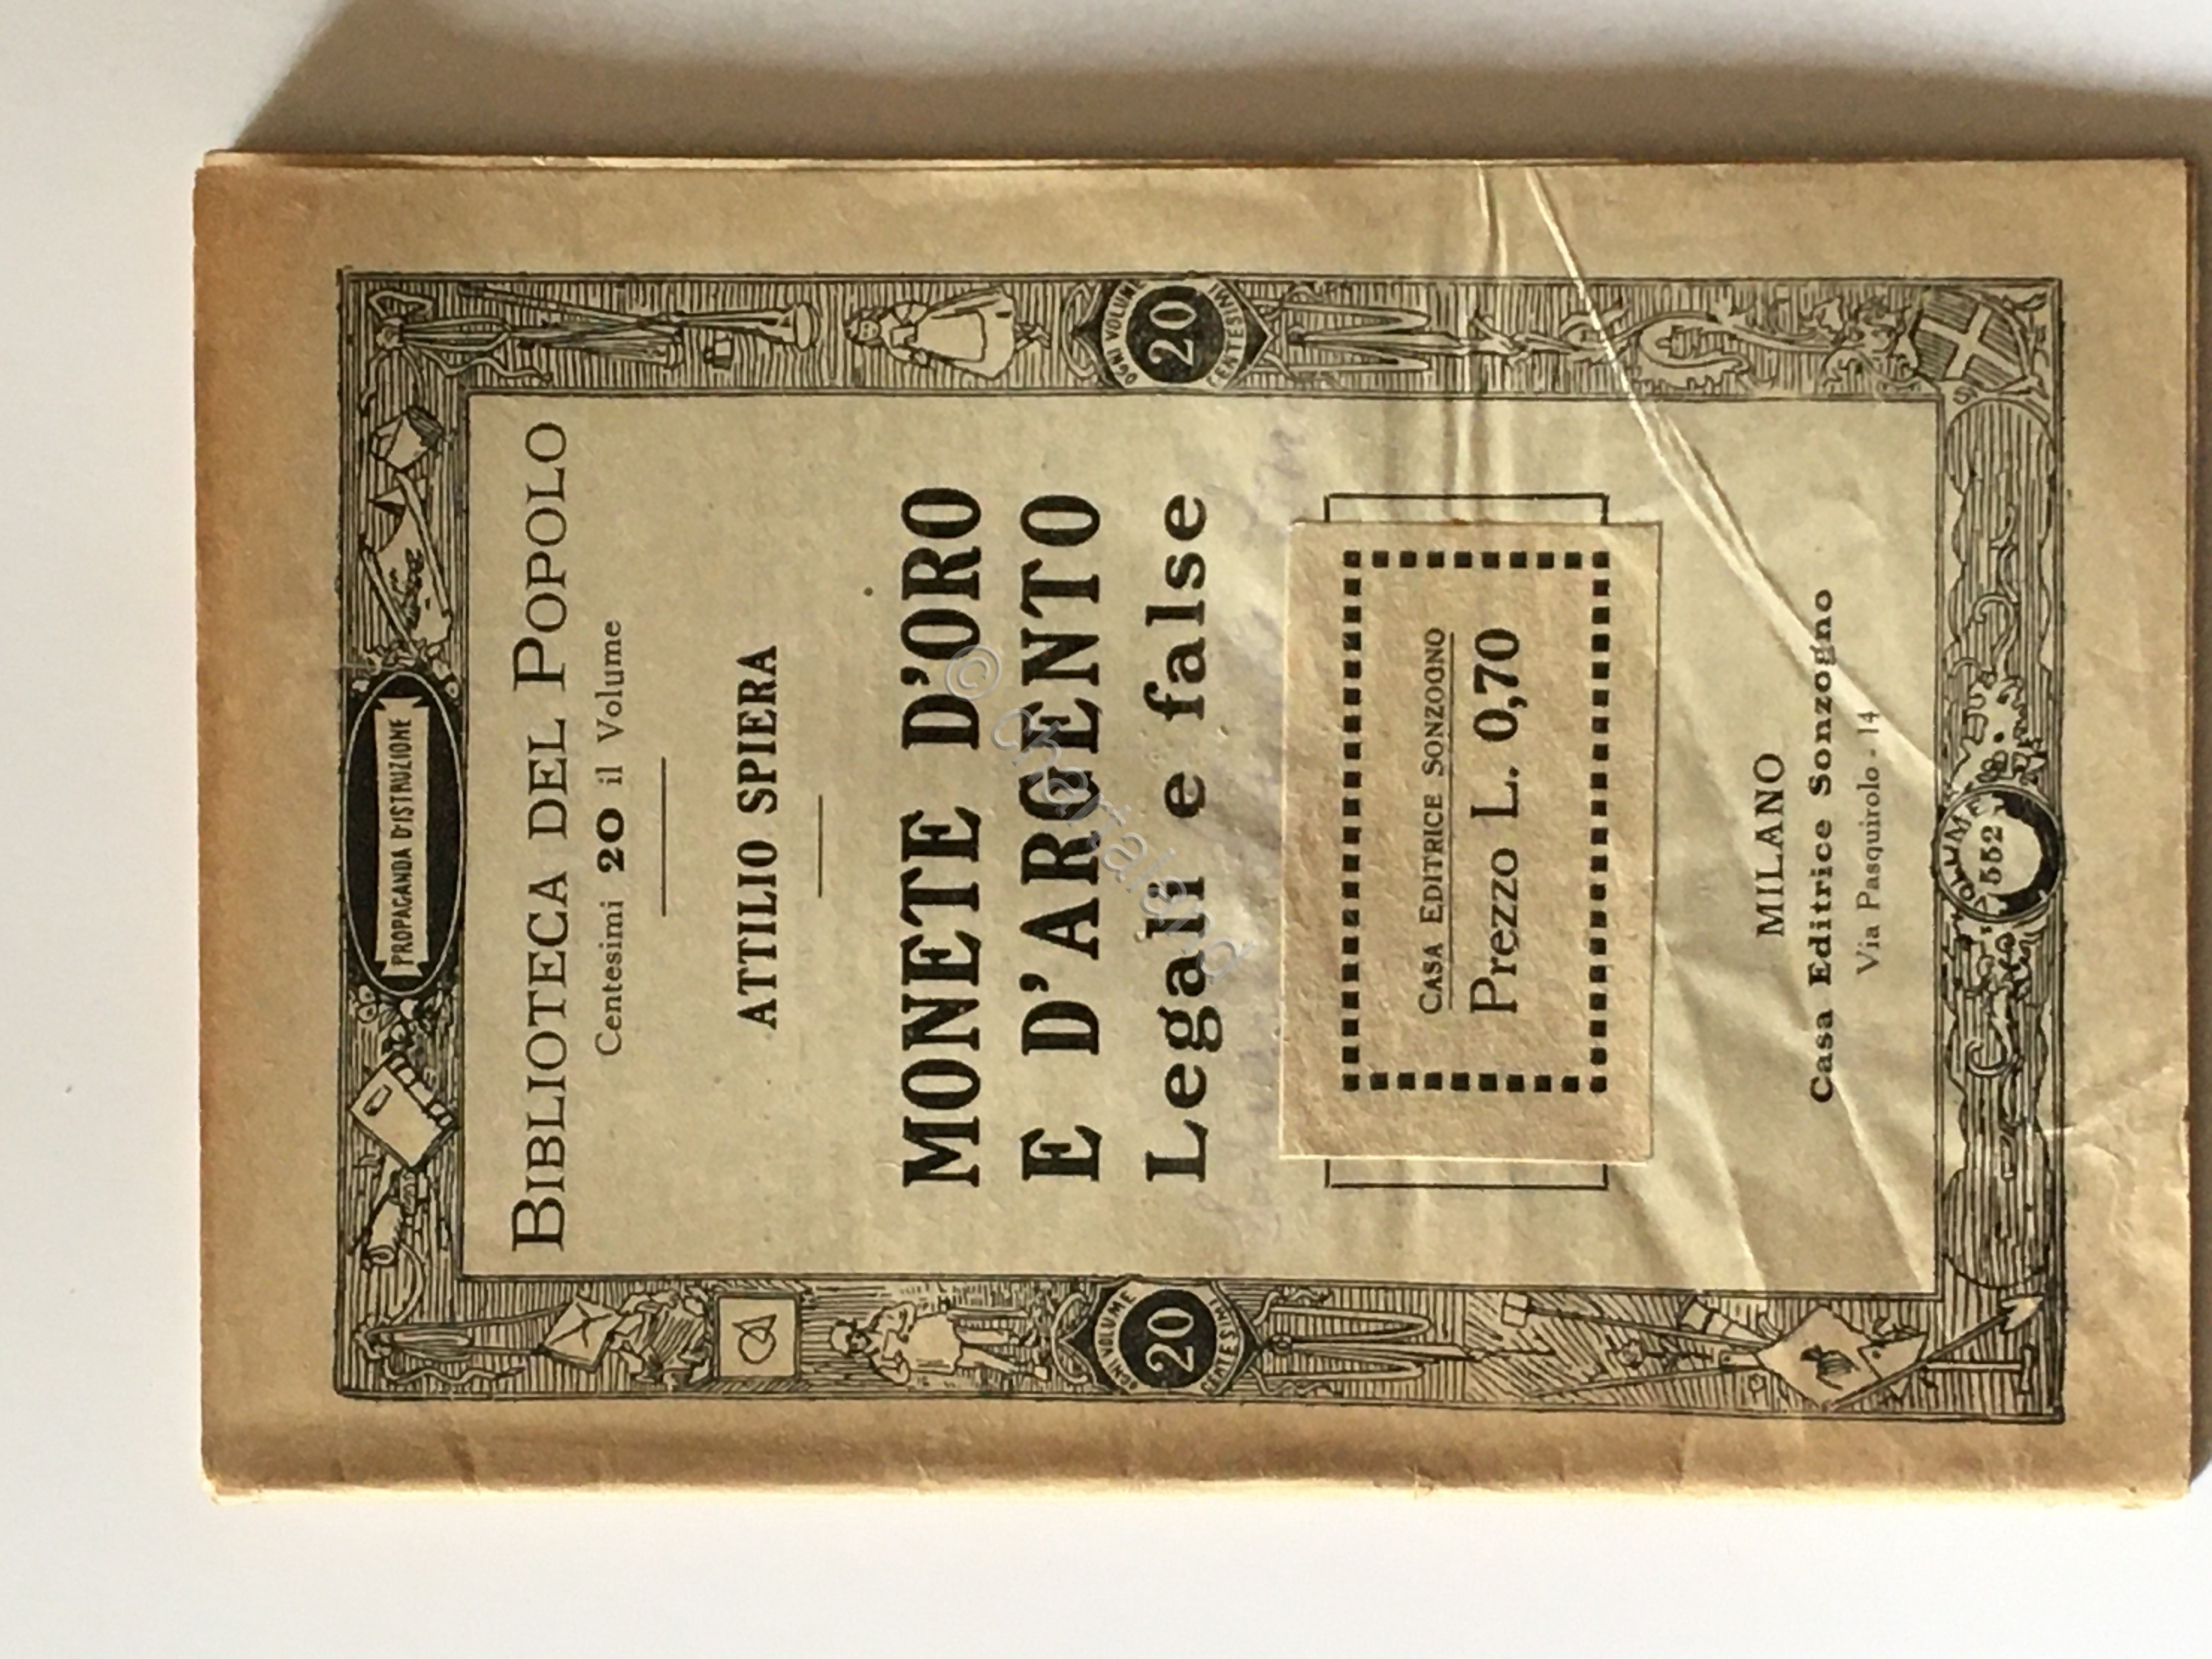 PROPAGANDA D'ISTRUZIONE
BIBLIOTECA DEL POPOLO
Centesimi 20 il Volume
ATTILIO SPIERA
MONETE D'ORO
E D'ARGENTO
Legali e false
OGNI VOLUME
20
CENTESIMI
OGNI VOLUME
20
CENTESIMI
CASA EDITRICE SONZOGNO
Prezzo L. 0,70
MILANO
Casa Editrice Sonzogno
Via Pasquirolo - 14
VOLUME
552
© chartaland